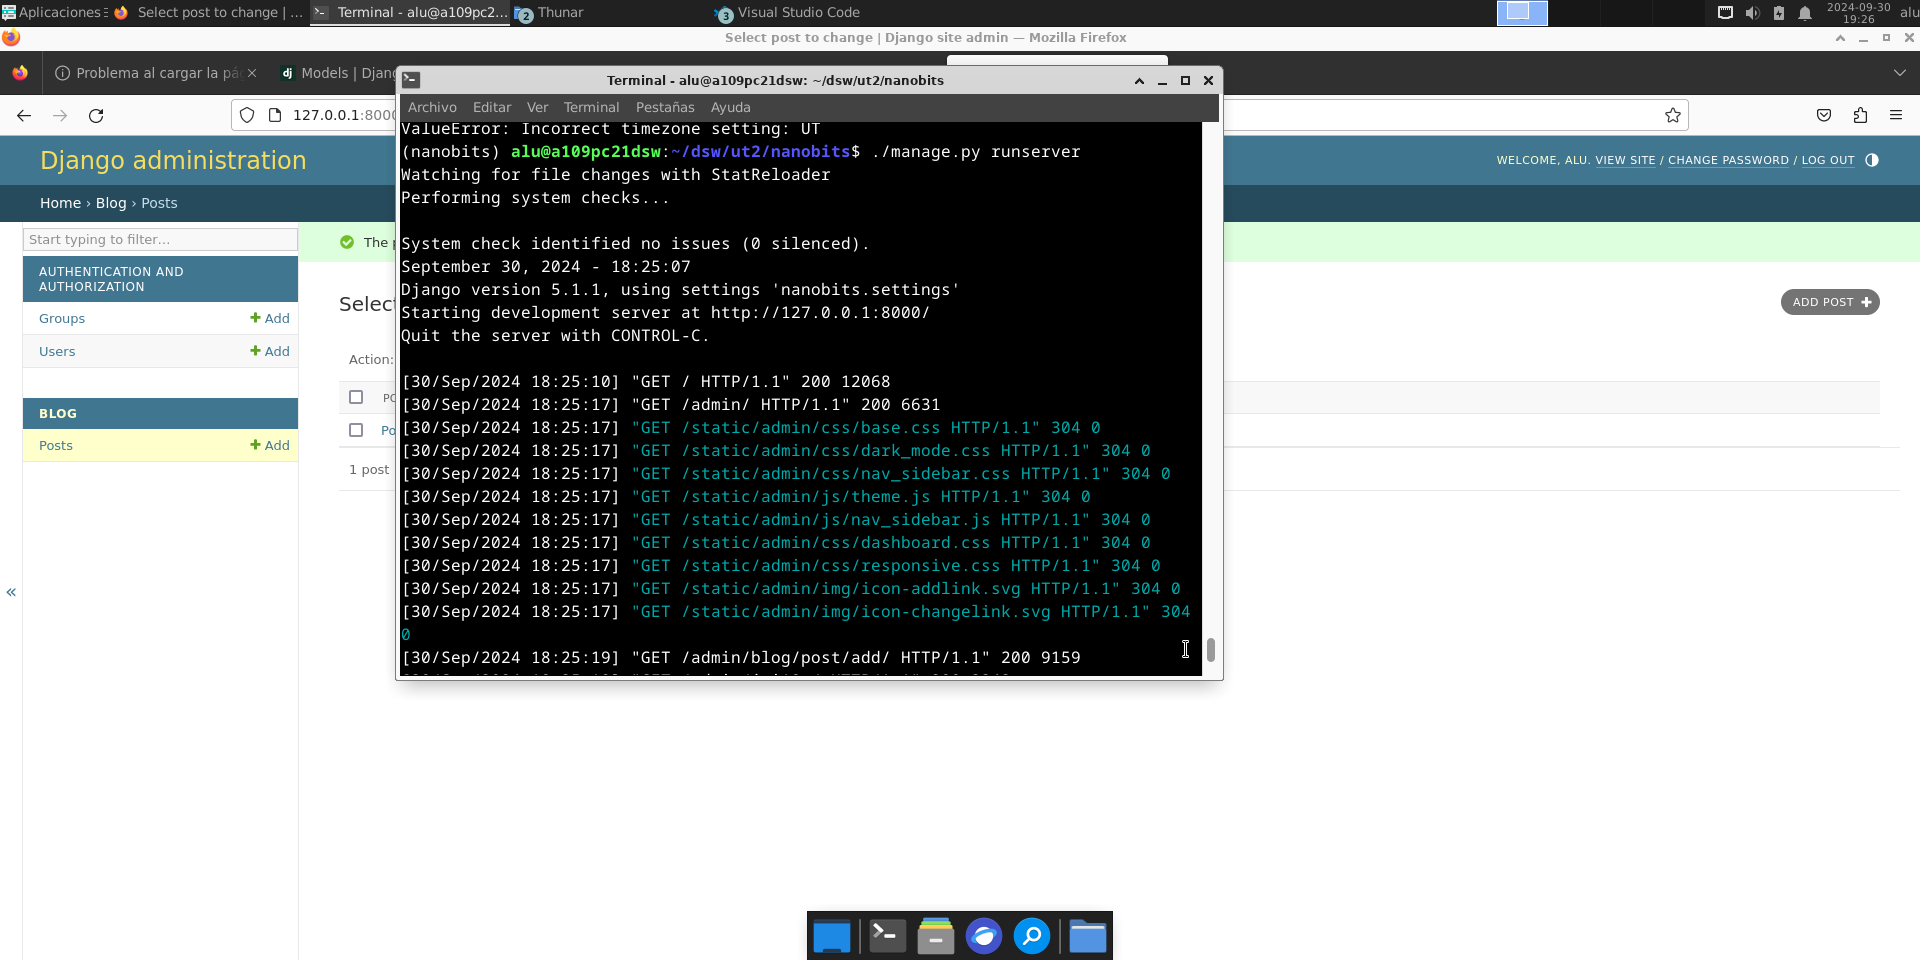 Aplicaciones
Select post to change | ...
Terminal - alu@a109pc2...
2
Thunar
3
Visual Studio Code
2024-09-30
19:26
alu
Select post to change | Django site admin — Mozilla Firefox
Problema al cargar la pá
Models | Djang
Terminal - alu@a109pc21dsw: ~/dsw/ut2/nanobits
127.0.0.1:8000
Archivo Editar Ver Terminal Pestañas Ayuda
Django administration
WELCOME, ALU. VIEW SITE / CHANGE PASSWORD / LOG OUT
Home › Blog › Posts
Start typing to filter...
The
AUTHENTICATION AND
AUTHORIZATION
Groups
Add
Users
Add
BLOG
Posts
Add
«
Select
ADD POST
Action:
PO
Po
1 post
ValueError: Incorrect timezone setting: UT
(nanobits) alu@a109pc21dsw:~/dsw/ut2/nanobits$ ./manage.py runserver
Watching for file changes with StatReloader
Performing system checks...
System check identified no issues (0 silenced).
September 30, 2024 - 18:25:07
Django version 5.1.1, using settings 'nanobits.settings'
Starting development server at http://127.0.0.1:8000/
Quit the server with CONTROL-C.
[30/Sep/2024 18:25:10] "GET / HTTP/1.1" 200 12068
[30/Sep/2024 18:25:17] "GET /admin/ HTTP/1.1" 200 6631
[30/Sep/2024 18:25:17] "GET /static/admin/css/base.css HTTP/1.1" 304 0
[30/Sep/2024 18:25:17] "GET /static/admin/css/dark_mode.css HTTP/1.1" 304 0
[30/Sep/2024 18:25:17] "GET /static/admin/css/nav_sidebar.css HTTP/1.1" 304 0
[30/Sep/2024 18:25:17] "GET /static/admin/js/theme.js HTTP/1.1" 304 0
[30/Sep/2024 18:25:17] "GET /static/admin/js/nav_sidebar.js HTTP/1.1" 304 0
[30/Sep/2024 18:25:17] "GET /static/admin/css/dashboard.css HTTP/1.1" 304 0
[30/Sep/2024 18:25:17] "GET /static/admin/css/responsive.css HTTP/1.1" 304 0
[30/Sep/2024 18:25:17] "GET /static/admin/img/icon-addlink.svg HTTP/1.1" 304 0
[30/Sep/2024 18:25:17] "GET /static/admin/img/icon-changelink.svg HTTP/1.1" 304
0
[30/Sep/2024 18:25:19] "GET /admin/blog/post/add/ HTTP/1.1" 200 9159